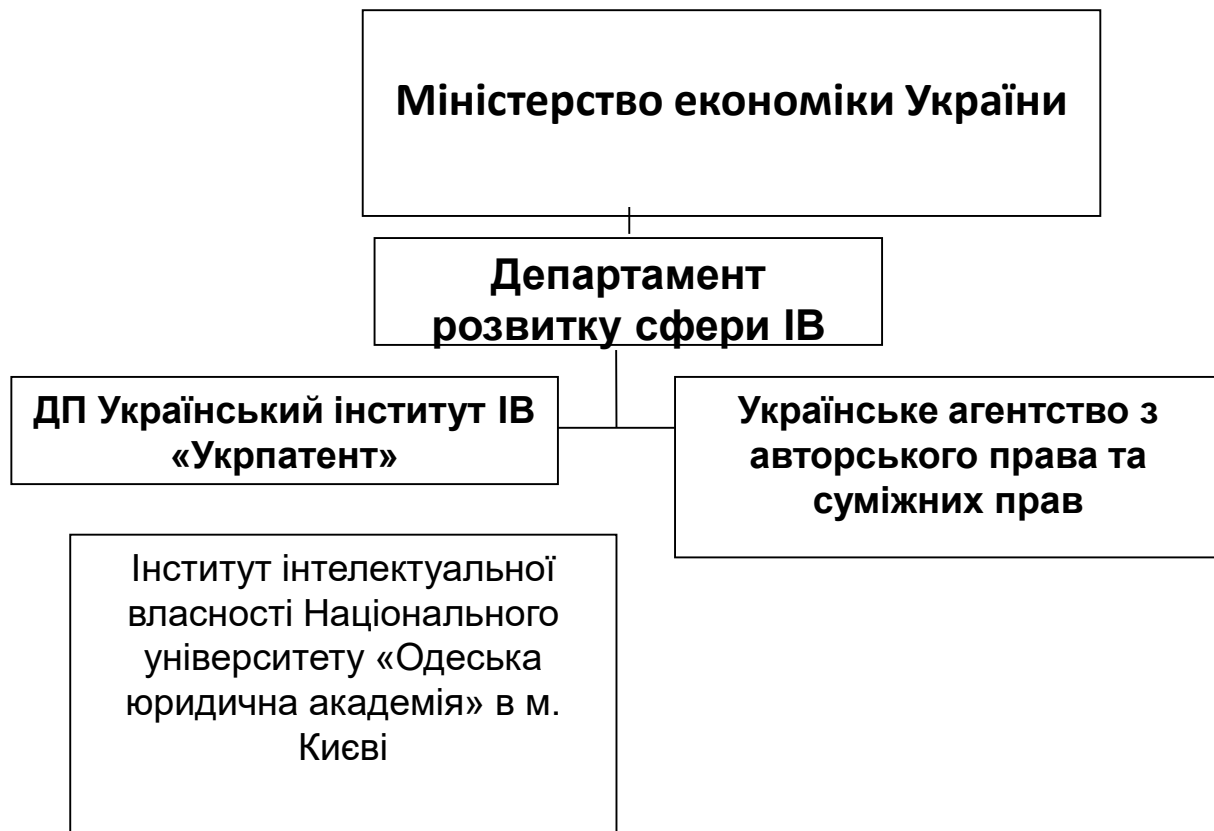 Міністерство економіки України
Департамент
розвитку сфери ІВ
ДП Український інститут ІВ
«Укрпатент»
Українське агентство з
авторського права та
суміжних прав
Інститут інтелектуальної
власності Національного
університету «Одеська
юридична академія» в м.
Києві